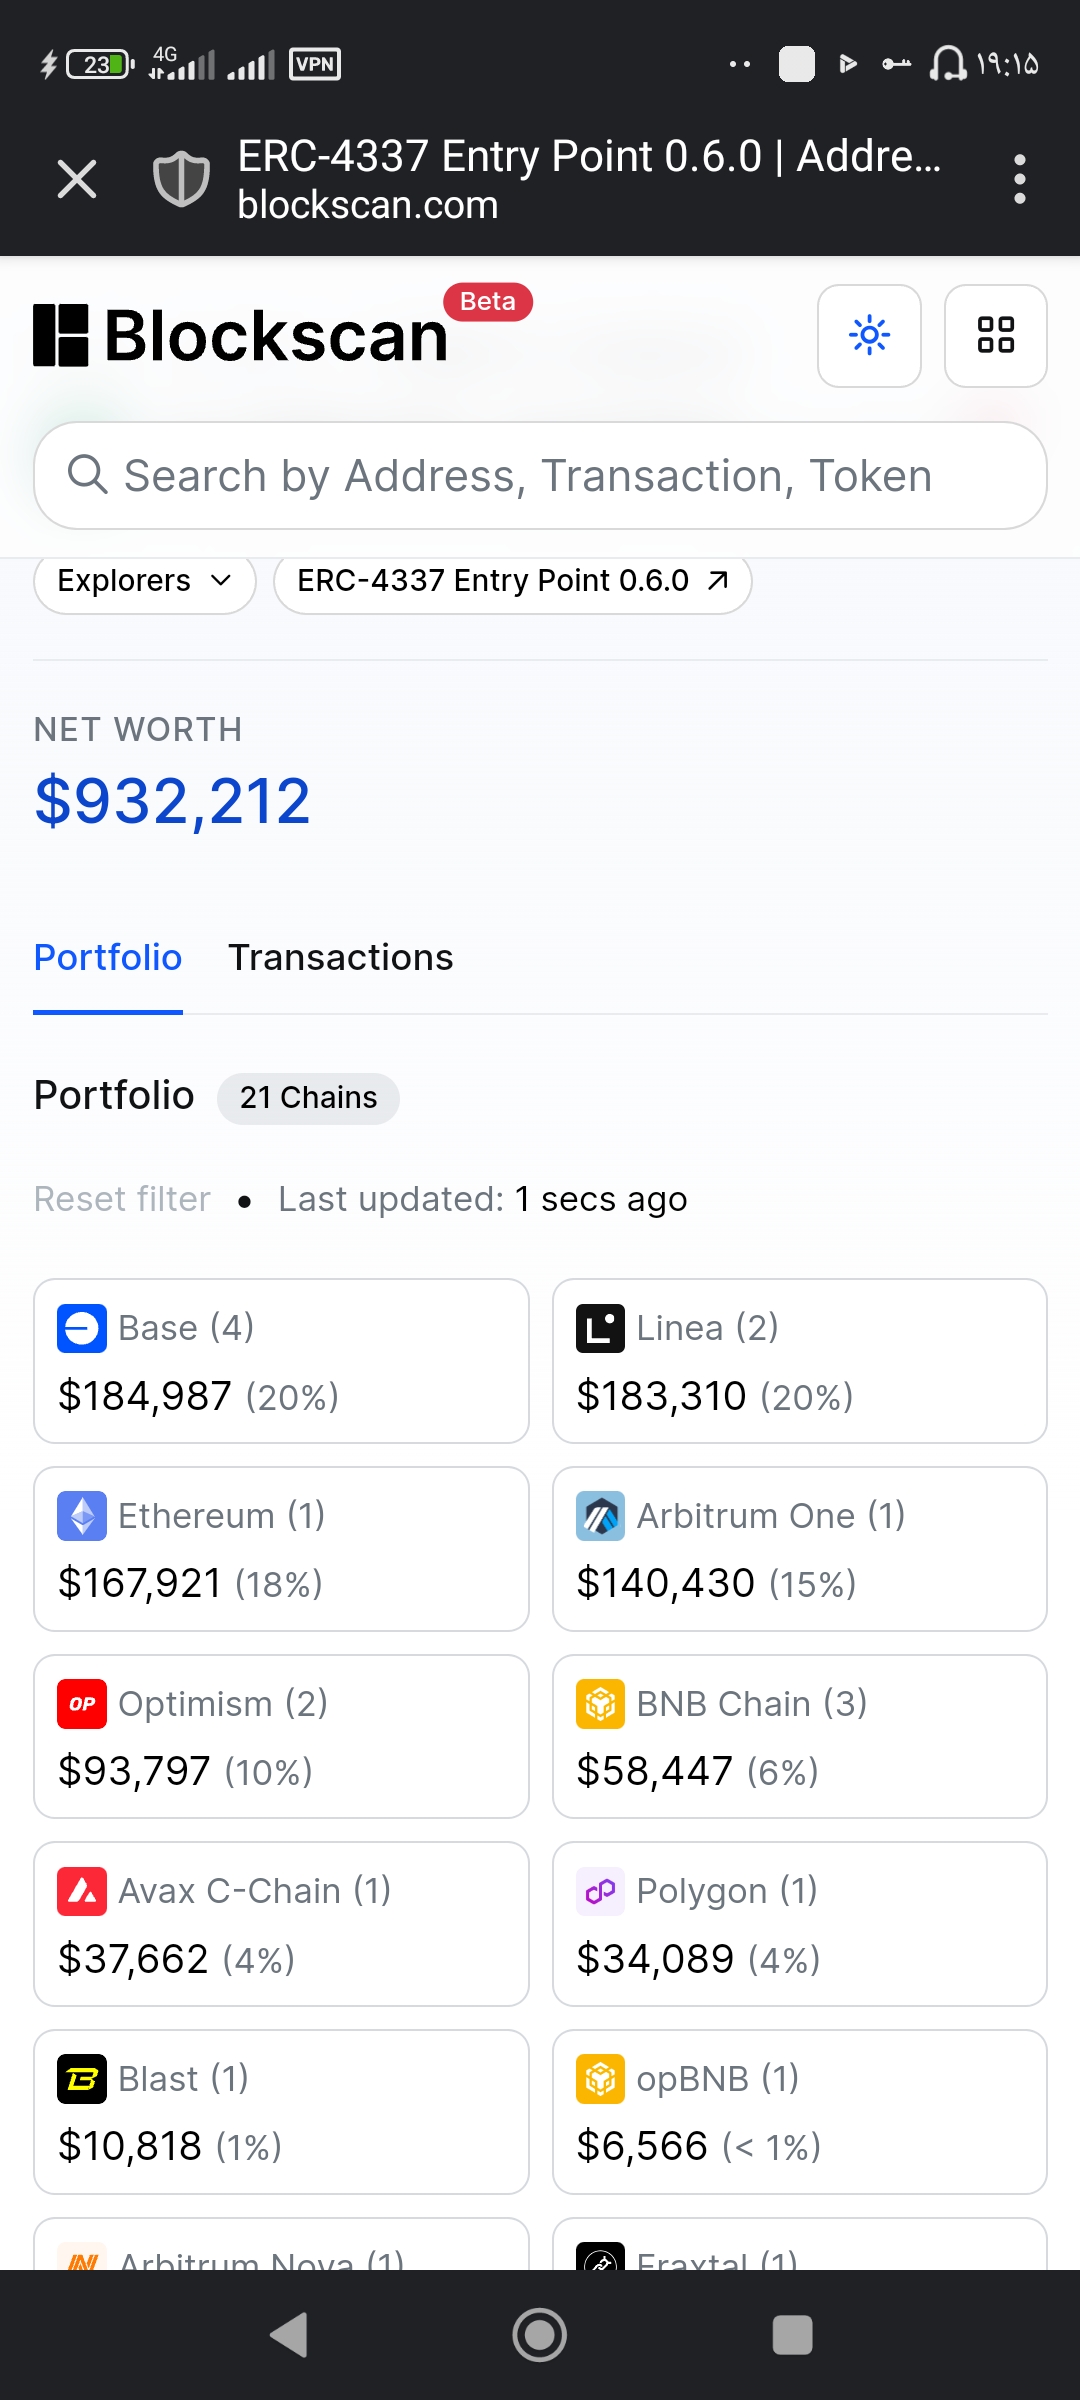 23
4G
VPN
۱۹:۱۵
ERC-4337 Entry Point 0.6.0 | Addre...
blockscan.com
Blockscan
Beta
Search by Address, Transaction, Token
Explorers
ERC-4337 Entry Point 0.6.0
NET WORTH
$932,212
Portfolio
Transactions
Portfolio
21 Chains
Reset filter • Last updated: 1 secs ago
Base (4)
$184,987 (20%)
Linea (2)
$183,310 (20%)
Ethereum (1)
$167,921 (18%)
Arbitrum One (1)
$140,430 (15%)
OP
Optimism (2)
$93,797 (10%)
BNB Chain (3)
$58,447 (6%)
Avax C-Chain (1)
$37,662 (4%)
Polygon (1)
$34,089 (4%)
Blast (1)
$10,818 (1%)
opBNB (1)
$6,566 (< 1%)
Arbitrum Nova (1)
Fraxtal (1)